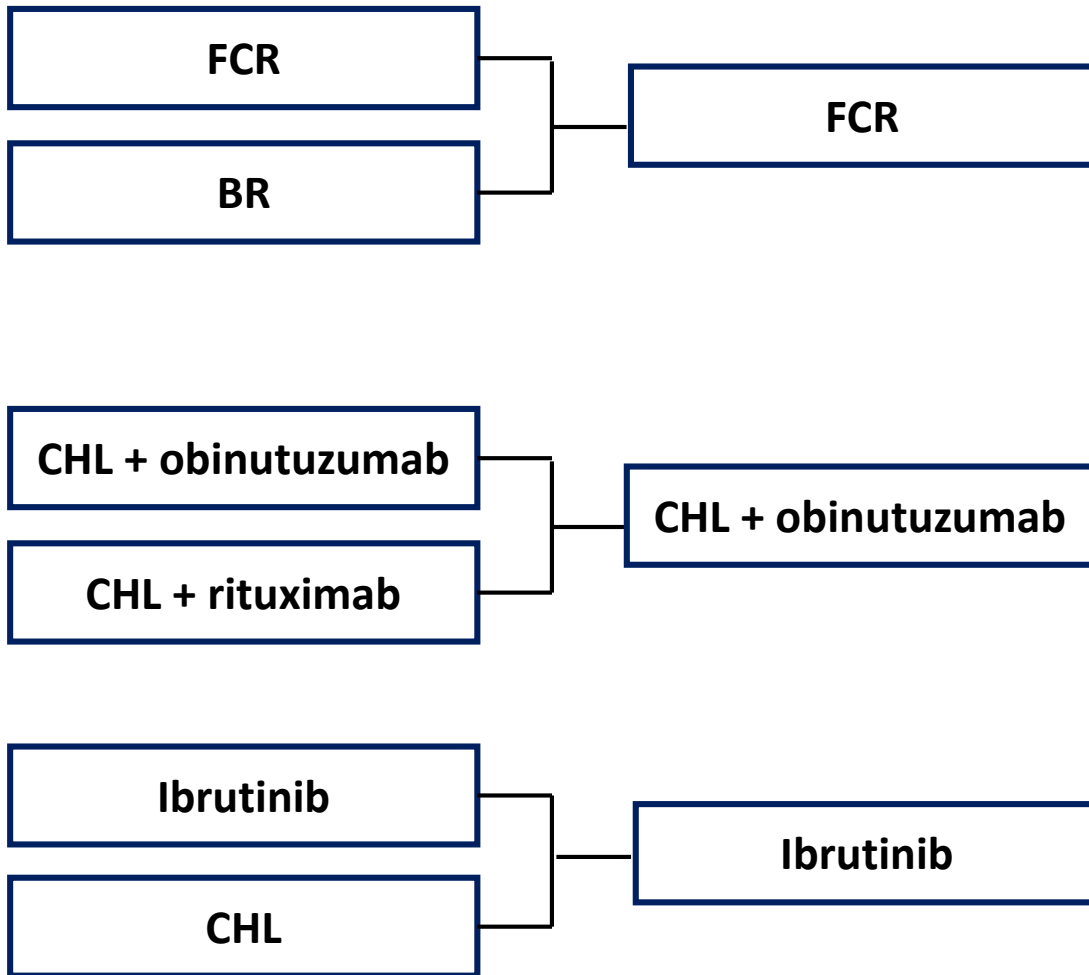 FCR
BR
FCR
CHL + obinutuzumab
CHL + rituximab
CHL + obinutuzumab
Ibrutinib
CHL
Ibrutinib